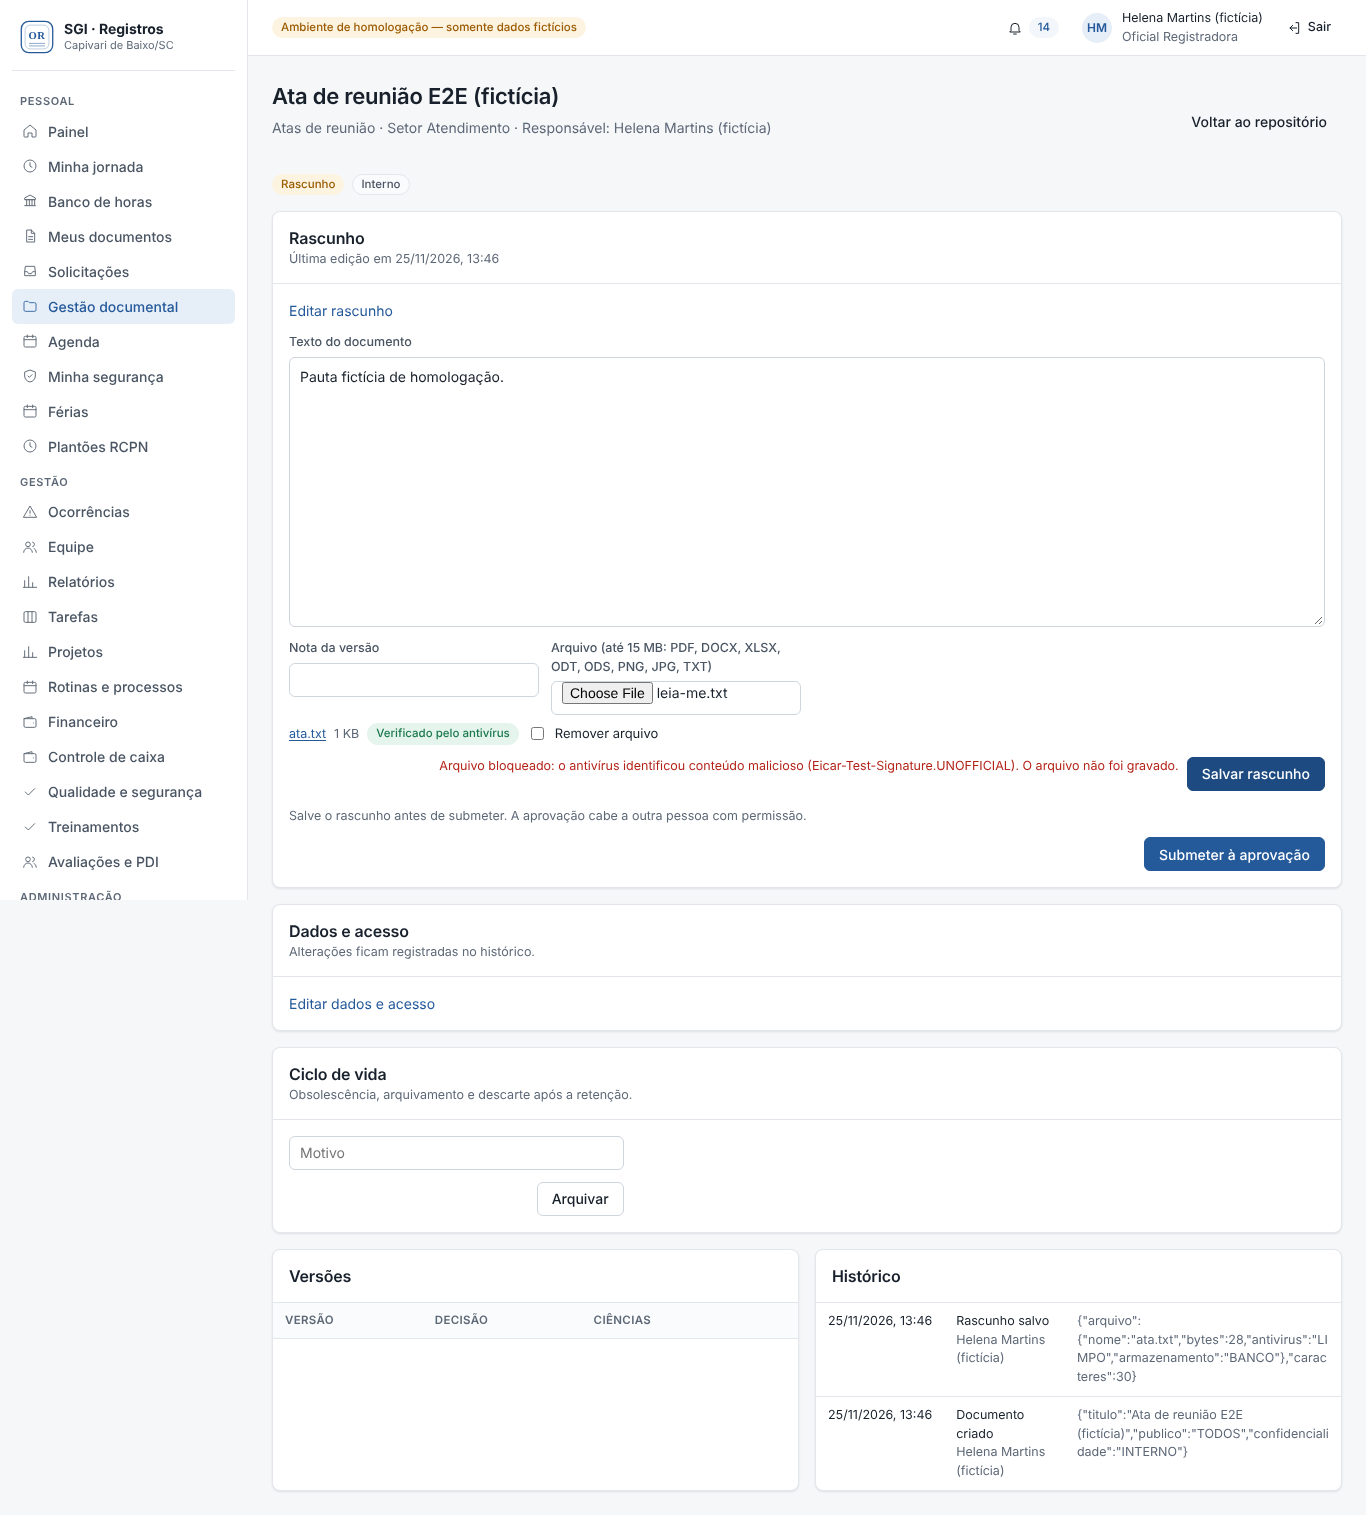 OR
SGI · Registros
Capivari de Baixo/SC
PESSOAL
Painel
Minha jornada
Banco de horas
Meus documentos
Solicitações
Gestão documental
Agenda
Minha segurança
Férias
Plantões RCPN
GESTÃO
Ocorrências
Equipe
Relatórios
Tarefas
Projetos
Rotinas e processos
Financeiro
Controle de caixa
Qualidade e segurança
Treinamentos
Avaliações e PDI
ADMINISTRAÇÃO
Ambiente de homologação — somente dados fictícios
14
HM
Helena Martins (fictícia)
Oficial Registradora
Sair
Ata de reunião E2E (fictícia)
Atas de reunião · Setor Atendimento · Responsável: Helena Martins (fictícia)
Voltar ao repositório
Rascunho
Interno
Rascunho
Última edição em 25/11/2026, 13:46
Editar rascunho
Texto do documento
Pauta fictícia de homologação.
Nota da versão
Arquivo (até 15 MB: PDF, DOCX, XLSX,
ODT, ODS, PNG, JPG, TXT)
Choose File leia-me.txt
ata.txt 1 KB Verificado pelo antivírus Remover arquivo
Arquivo bloqueado: o antivírus identificou conteúdo malicioso (Eicar-Test-Signature.UNOFFICIAL). O arquivo não foi gravado.
Salvar rascunho
Salve o rascunho antes de submeter. A aprovação cabe a outra pessoa com permissão.
Submeter à aprovação
Dados e acesso
Alterações ficam registradas no histórico.
Editar dados e acesso
Ciclo de vida
Obsolescência, arquivamento e descarte após a retenção.
Motivo
Arquivar
Versões
VERSÃO DECISÃO CIÊNCIAS
Histórico
25/11/2026, 13:46
Rascunho salvo
Helena Martins
(fictícia)
{"arquivo":
{"nome":"ata.txt","bytes":28,"antivirus":"LI
MPO","armazenamento":"BANCO"},"carac
teres":30}
25/11/2026, 13:46
Documento
criado
Helena Martins
(fictícia)
{"titulo":"Ata de reunião E2E
(fictícia)","publico":"TODOS","confidenciali
dade":"INTERNO"}